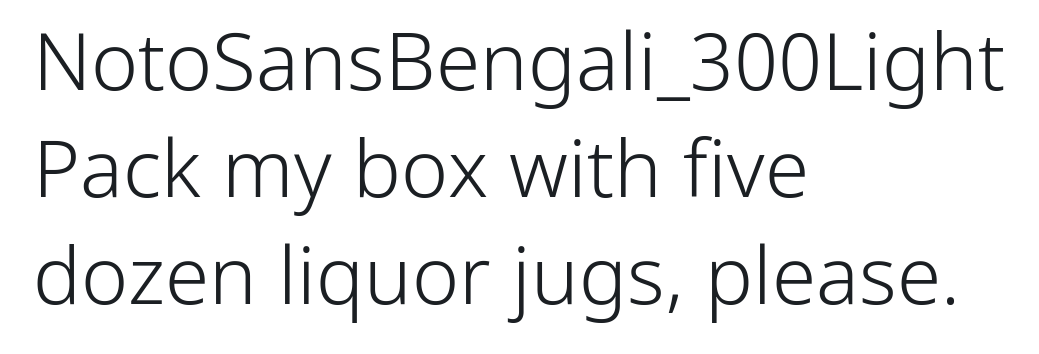 NotoSansBengali_300Light
Pack my box with five
dozen liquor jugs, please.